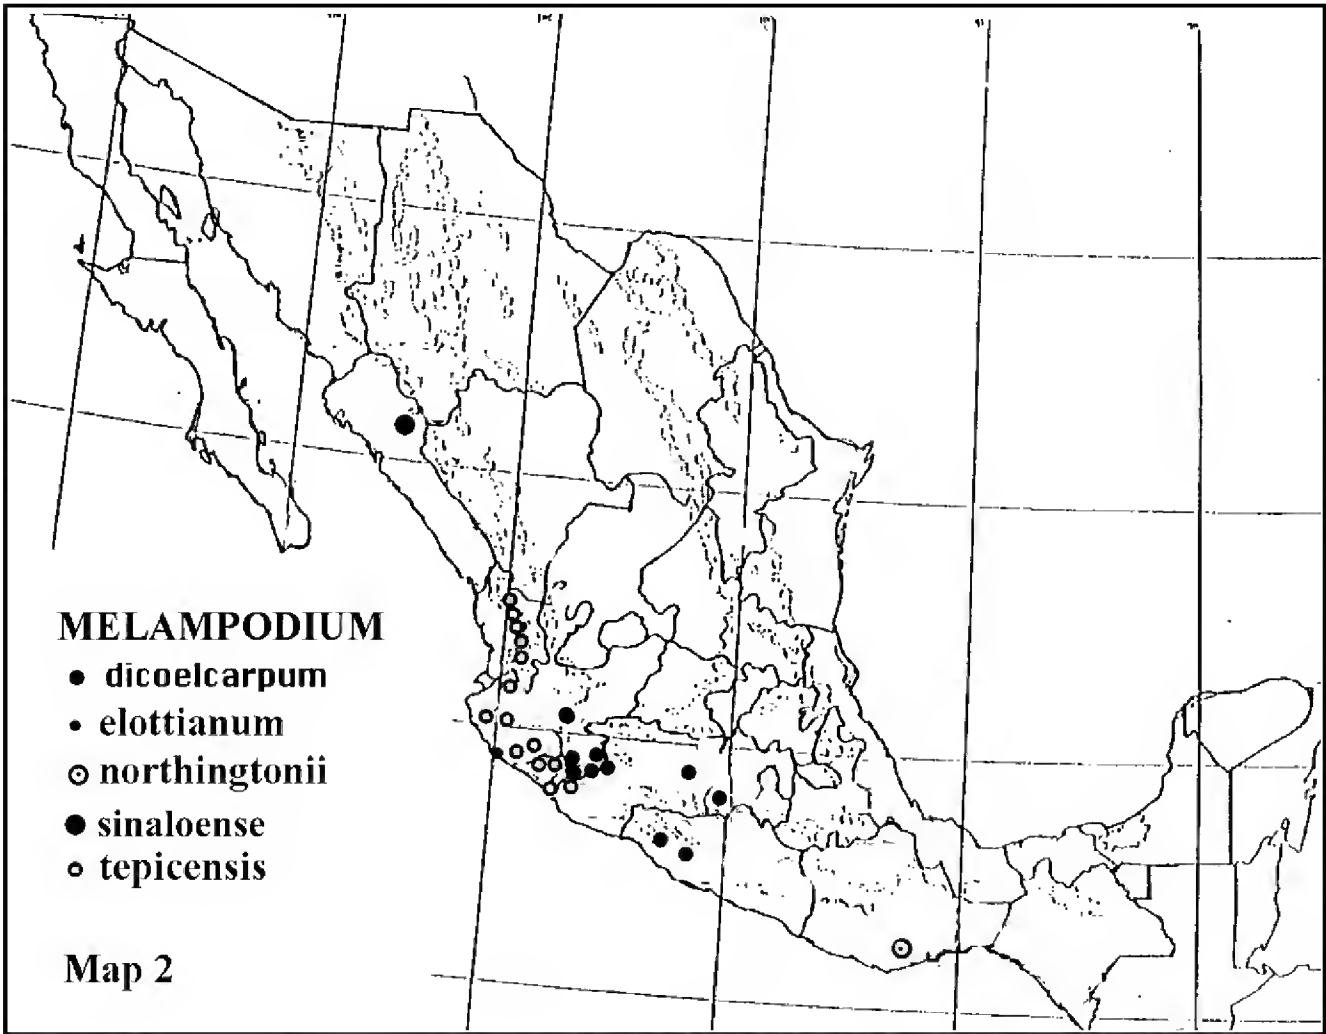 MELAMPODIUM
dicoelcarpum
elottianum
northingtonii
sinaloense
tepicensis
Map 2